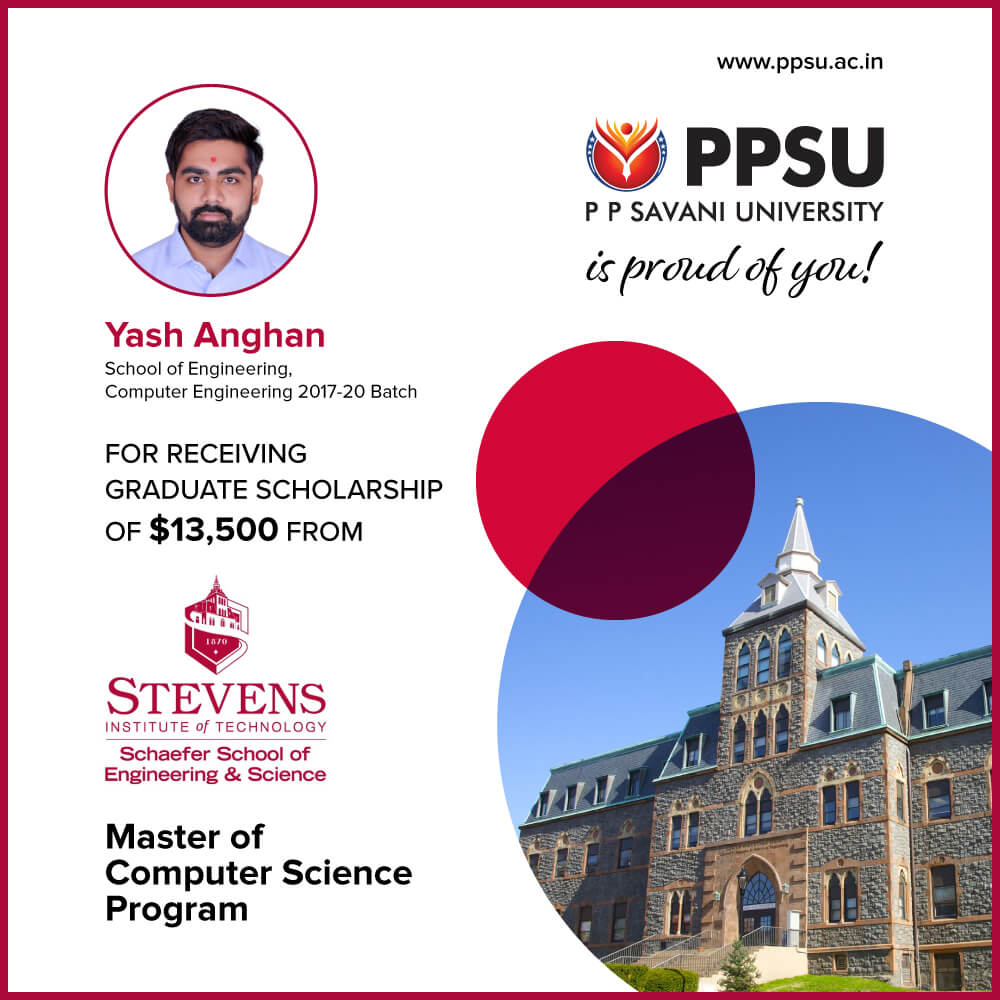 www.ppsu.ac.in
PPSU
P P SAVANI UNIVERSITY
is proud of you!
Yash Anghan
School of Engineering,
Computer Engineering 2017-20 Batch
FOR RECEIVING
GRADUATE SCHOLARSHIP
OF $13,500 FROM
1870
STEVENS
INSTITUTE of TECHNOLOGY
Schaefer School of
Engineering & Science
Master of
Computer Science
Program